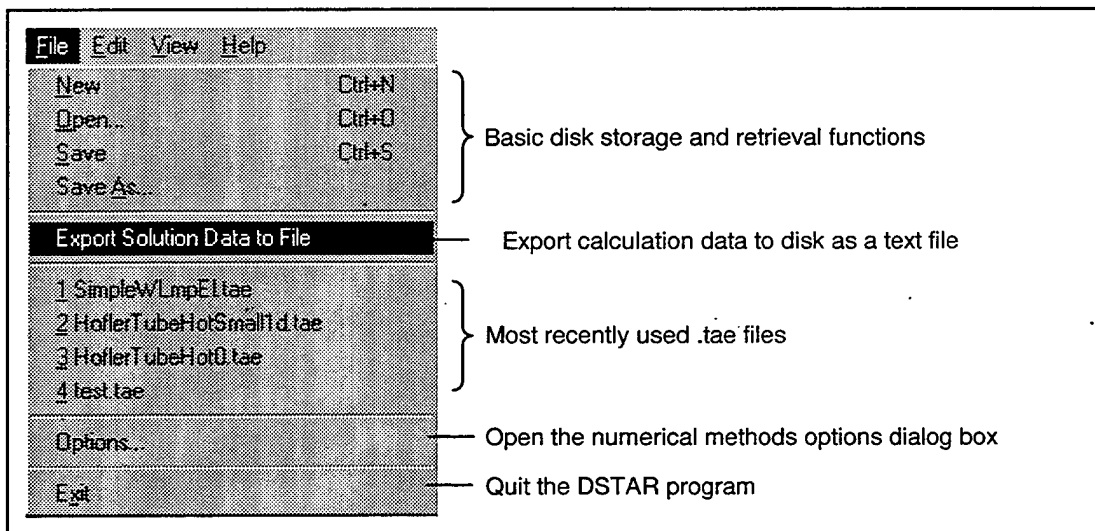 File Edit View Help
New Ctrl+N
Open... Ctrl+O
Save Ctrl+S
Save As...
Basic disk storage and retrieval functions
Export Solution Data to File
Export calculation data to disk as a text file
1 SimpleWLmpEl.tae
2 HoflerTubeHotSmall1d.tae
3 HoflerTubeHot0.tae
4 test.tae
Most recently used .tae files
Options...
Open the numerical methods options dialog box
Exit
Quit the DSTAR program